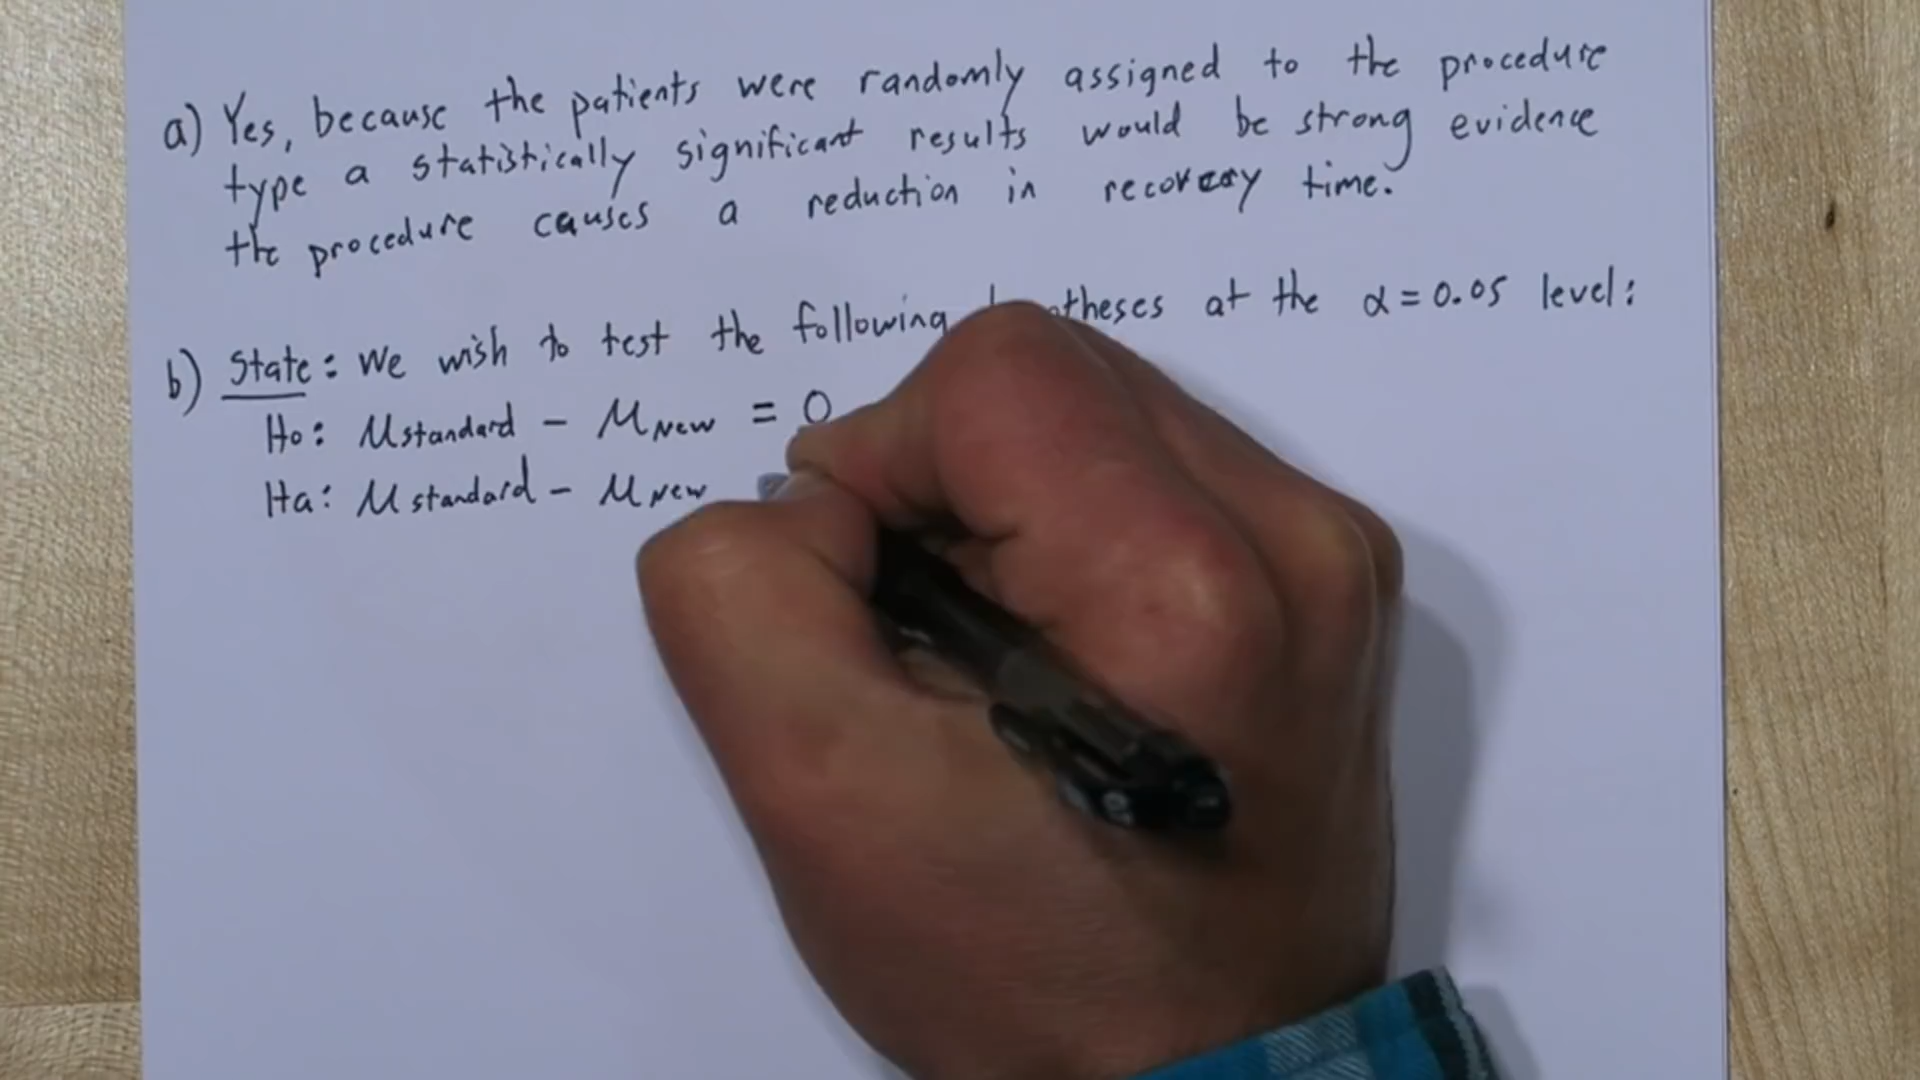 a) Yes, because the patients were randomly assigned to the procedure
type a statistically significant results would be strong evidence
the procedure causes a reduction in recovery time.
b) State: We wish to test the following at the α = 0.05 level:
Ho: μstandard - μNew = 0
Ha: μstandard - μNew